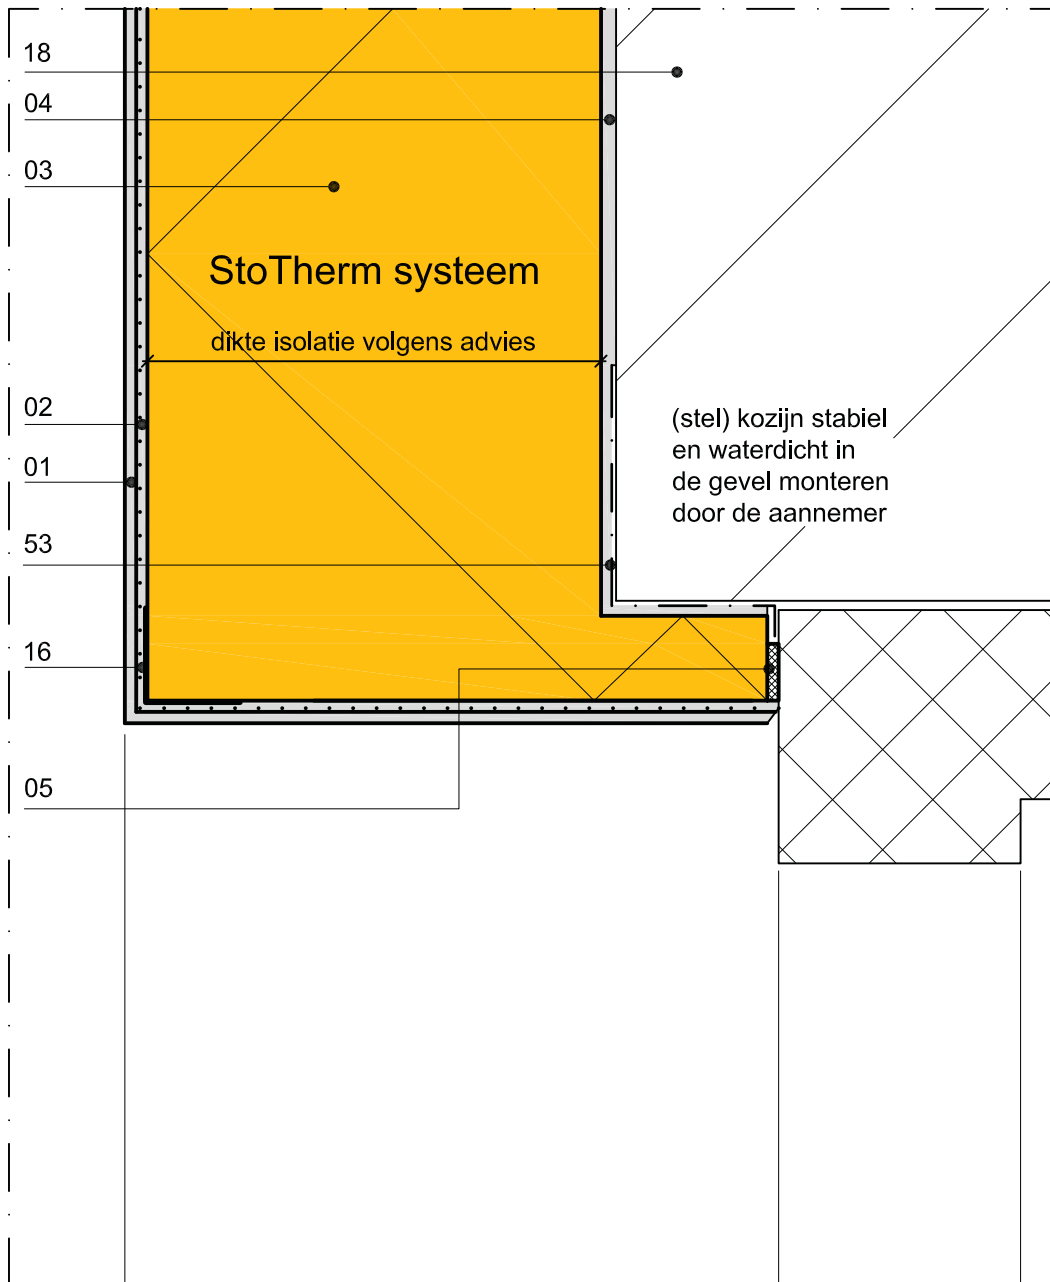 18
04
03
StoTherm systeem
dikte isolatie volgens advies
02
(stel) kozijn stabiel
en waterdicht in
de gevel monteren
door de aannemer
01
53
16
05